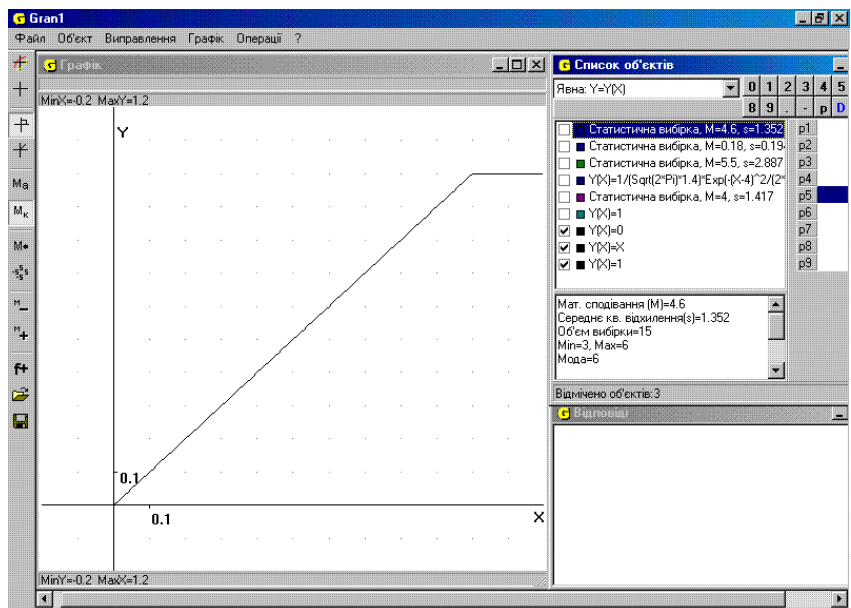 Gran1
Файл Об'єкт Виправлення Графік Операції ?
Графік
MinX=-0.2 MaxY=1.2
Y
0.1
0.1
X
MinY=-0.2 MaxX=1.2
Ma
Mк
M
-s s s
M
M
f+
Список об'єктів
Явна: Y=Y(X)
0 1 2 3 4 5
8 9 . - p D
Статистична вибірка, M=4.6, s=1.352
Статистична вибірка, M=0.18, s=0.194
Статистична вибірка, M=5.5, s=2.887
Y(X)=1/(Sqrt(2*Pi)*1.4)*Exp(-(X-4)^2/(2*
Статистична вибірка, M=4, s=1.417
Y(X)=1
Y(X)=0
Y(X)=X
Y(X)=1
p1
p2
p3
p4
p5
p6
p7
p8
p9
Мат. сподівання (M)=4.6
Середнє кв. відхилення(s)=1.352
Об'єм вибірки=15
Min=3, Max=6
Мода=6
Відмічено об'єктів:3
Відповіді